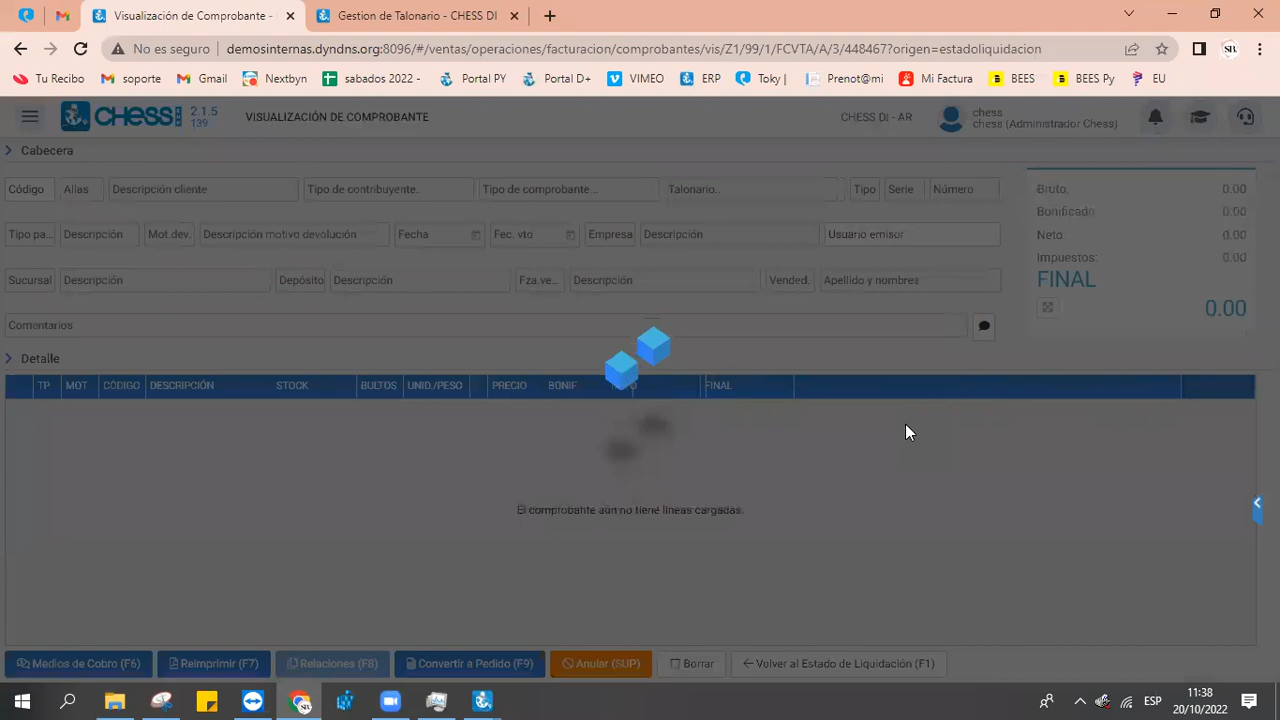 Visualización de Comprobante -
Gestion de Talonario - CHESS DI
No es seguro
demosinternas.dyndns.org:8096/#/ventas/operaciones/facturacion/comprobantes/vis/Z1/99/1/FCVTA/A/3/448467?origen=estadoliquidacion
Tu Recibo
soporte
Gmail
Nextbyn
sabados 2022 -
Portal PY
Portal D+
VIMEO
ERP
Toky |
Prenot@mi
Mi Factura
BEES
BEES Py
EU
CHESS
2.1.5
139
VISUALIZACIÓN DE COMPROBANTE
CHESS DI - AR
chess
chess (Administrador Chess)
Cabecera
Código
Alias
Descripción cliente
Tipo de contribuyente.
Tipo de comprobante...
Talonario..
Tipo
Serie
Número
Bruto: 0.00
Bonificado: 0.00
Neto: 0.00
Impuestos: 0.00
FINAL
0.00
Tipo pa...
Descripción
Mot.dev.
Descripción motivo devolución
Fecha
Fec. vto
Empresa
Descripción
Usuario emisor
Sucursal
Descripción
Depósito
Descripción
Fza.ve...
Descripción
Vended.
Apellido y nombres
Comentarios
Detalle
TP
MOT
CÓDIGO
DESCRIPCIÓN
STOCK
BULTOS
UNID./PESO
PRECIO
BONIF
FINAL
El comprobante aún no tiene líneas cargadas.
Medios de Cobro (F6)
Reimprimir (F7)
Relaciones (F8)
Convertir a Pedido (F9)
Anular (SUP)
Borrar
Volver al Estado de Liquidación (F1)
ESP
11:38
20/10/2022